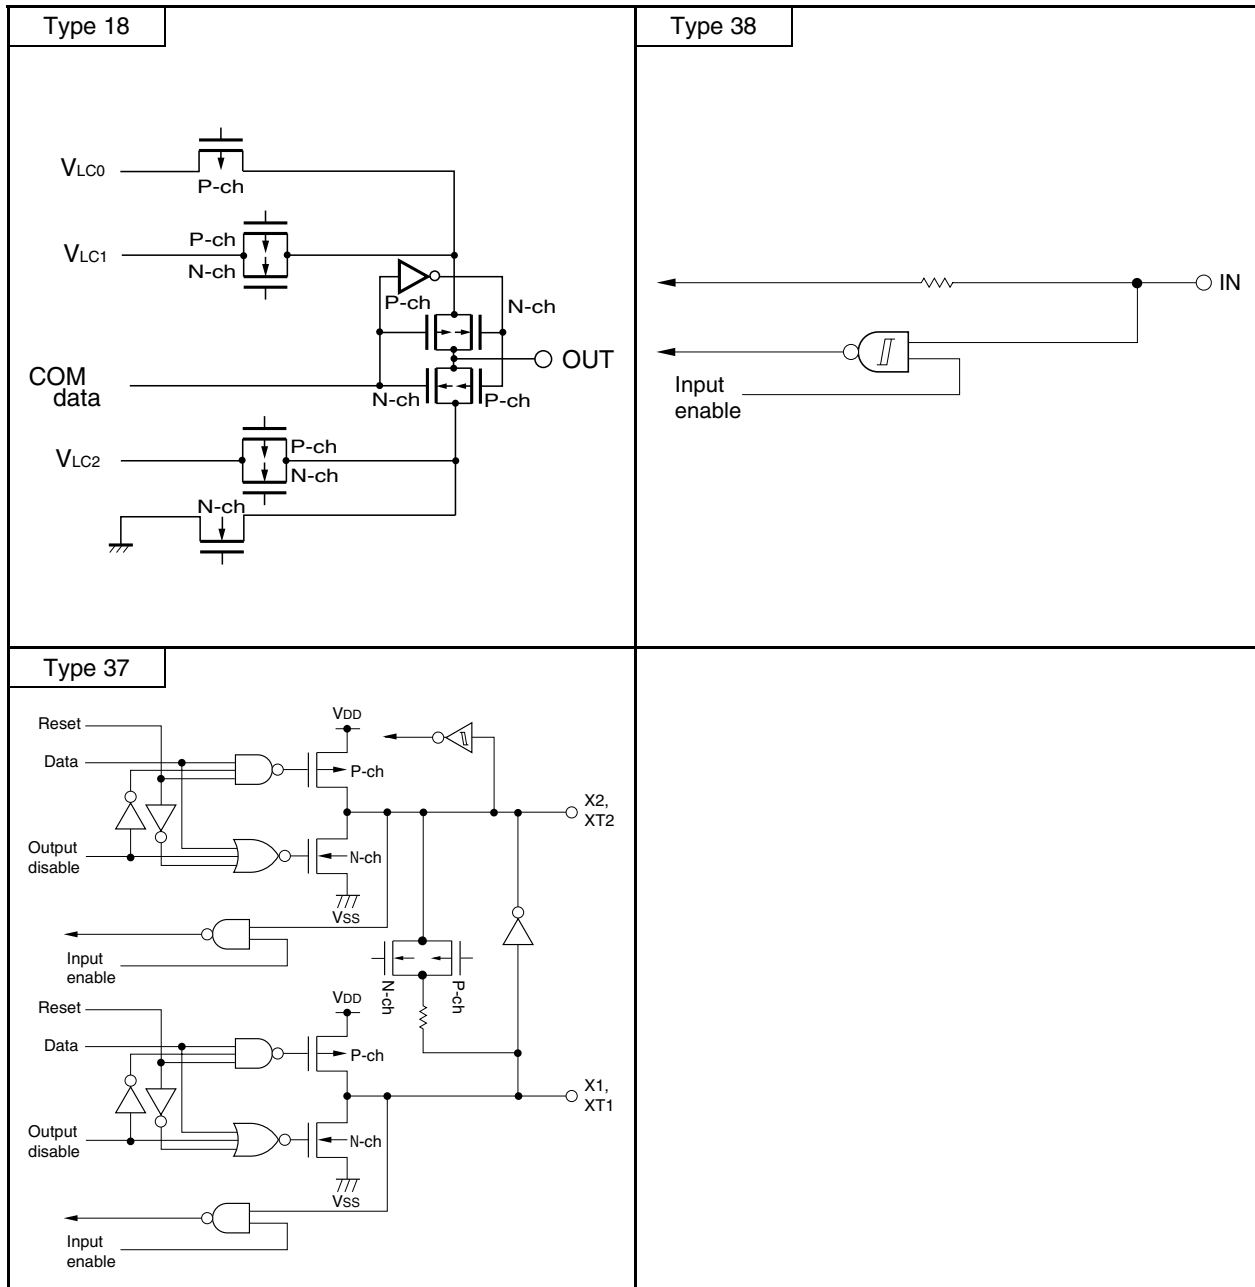 Type 18
VLC0
P-ch
VLC1
P-ch
N-ch
P-ch
N-ch
COM
data
OUT
N-ch
P-ch
VLC2
P-ch
N-ch
N-ch
Type 38
IN
Input
enable
Type 37
Reset
VDD
Data
P-ch
X2,
XT2
Output
disable
N-ch
VSS
Input
enable
N-ch
P-ch
Reset
VDD
Data
P-ch
X1,
XT1
Output
disable
N-ch
VSS
Input
enable